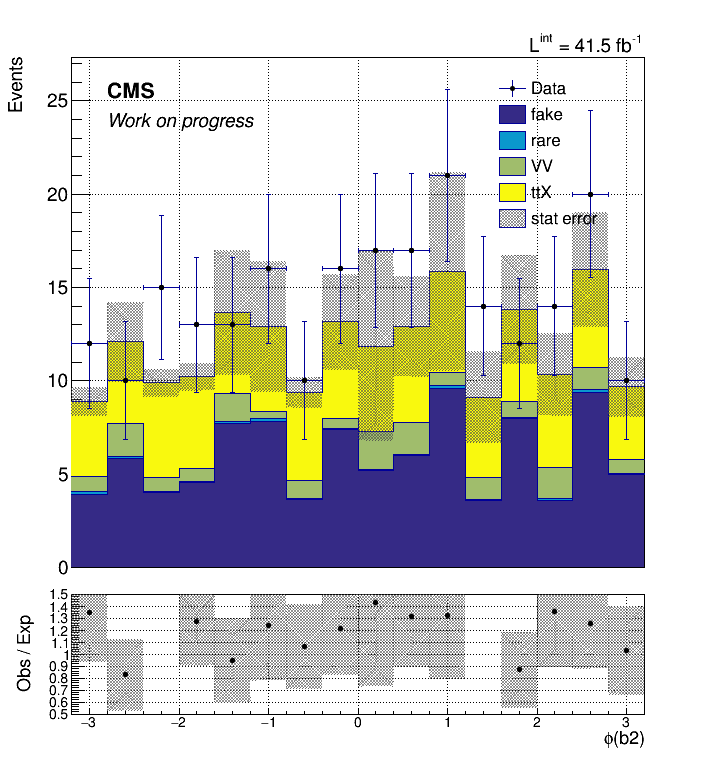 L^int = 41.5 fb^-1
Events
CMS
Work on progress
Data
fake
rare
VV
ttX
stat error
25
20
15
10
5
0
Obs / Exp
1.5
1.4
1.3
1.2
1.1
1
0.9
0.8
0.7
0.6
0.5
−3 −2 −1 0 1 2 3
ϕ(b2)